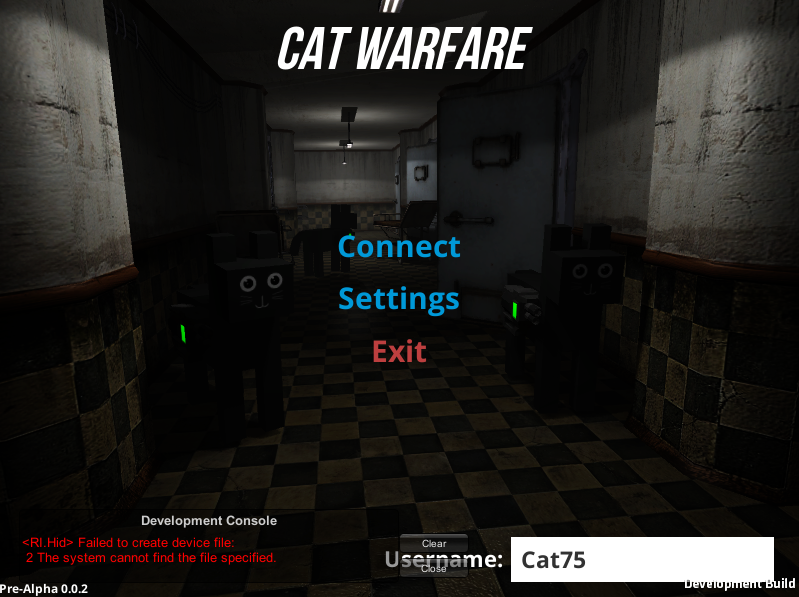 CAT WARFARE
Connect
Settings
Exit
Development Console
<RI.Hid> Failed to create device file:
2 The system cannot find the file specified.
Clear
Username: Cat75
Close
Pre-Alpha 0.0.2
Development Build